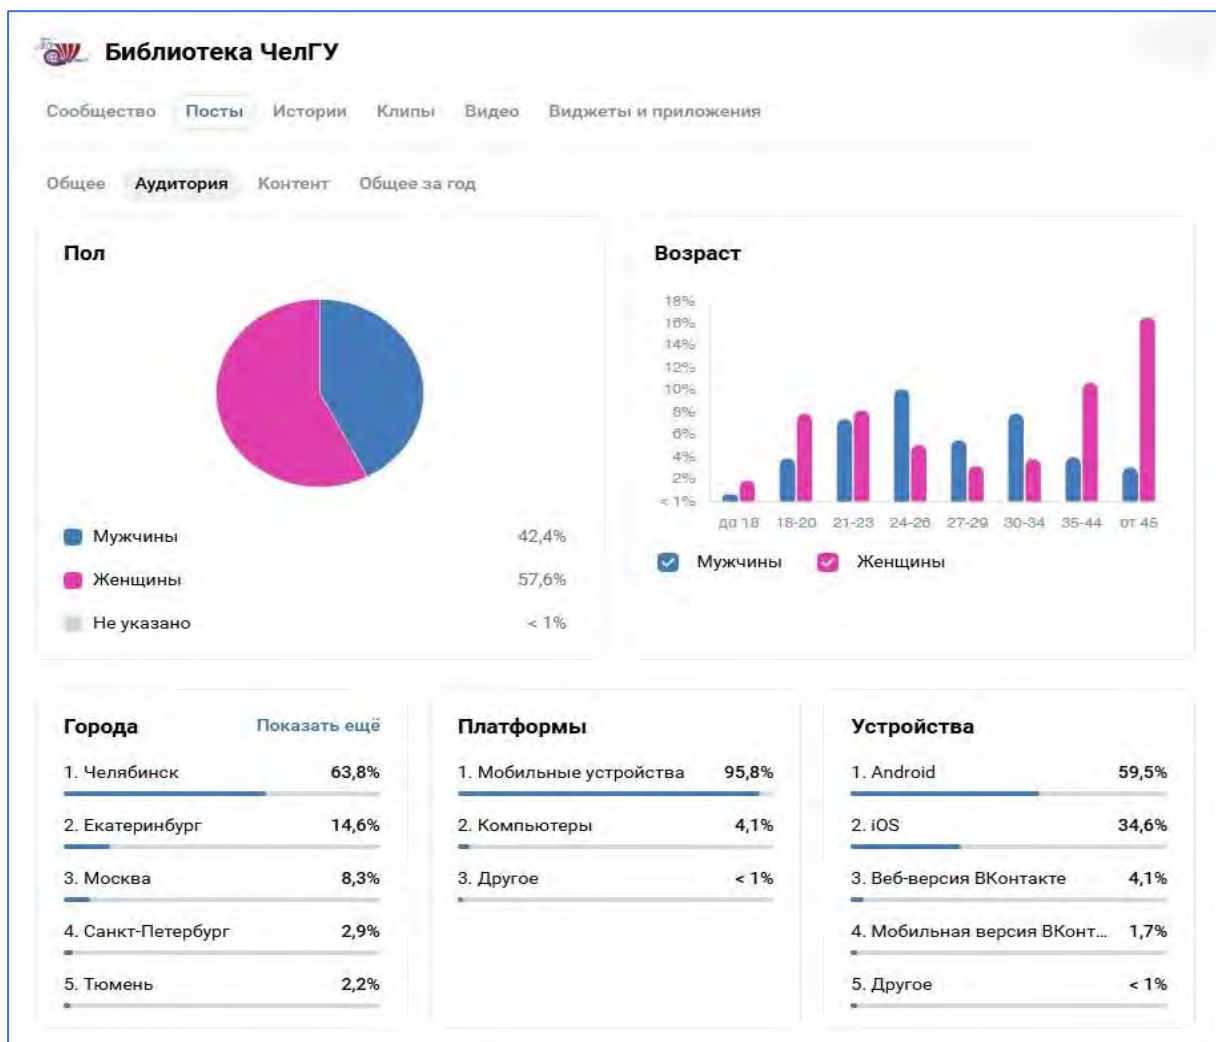 Библиотека ЧелГУ
Сообщество Посты Истории Клипы Видео Виджеты и приложения
Общее Аудитория Контент Общее за год
Пол
Мужчины 42,4%
Женщины 57,6%
Не указано < 1%
Возраст
18%
16%
14%
12%
10%
8%
6%
4%
2%
< 1%
до 18 18-20 21-23 24-26 27-29 30-34 35-44 от 45
Мужчины Женщины
Города Показать ещё
1. Челябинск 63,8%
2. Екатеринбург 14,6%
3. Москва 8,3%
4. Санкт-Петербург 2,9%
5. Тюмень 2,2%
Платформы
1. Мобильные устройства 95,8%
2. Компьютеры 4,1%
3. Другое < 1%
Устройства
1. Android 59,5%
2. iOS 34,6%
3. Веб-версия ВКонтакте 4,1%
4. Мобильная версия ВКонт... 1,7%
5. Другое < 1%